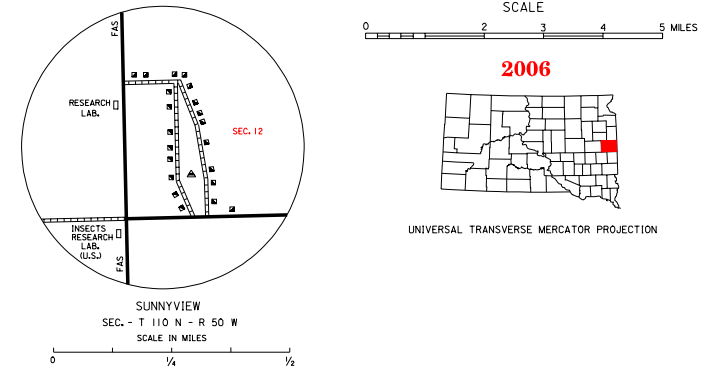 FAS
RESEARCH
LAB.
SEC. 12
INSECTS
RESEARCH
LAB.
(U.S.)
FAS
SUNNYVIEW
SEC. - T 110 N - R 50 W
SCALE IN MILES
0 1/4 1/2
SCALE
0 2 3 4 5 MILES
2006
UNIVERSAL TRANSVERSE MERCATOR PROJECTION